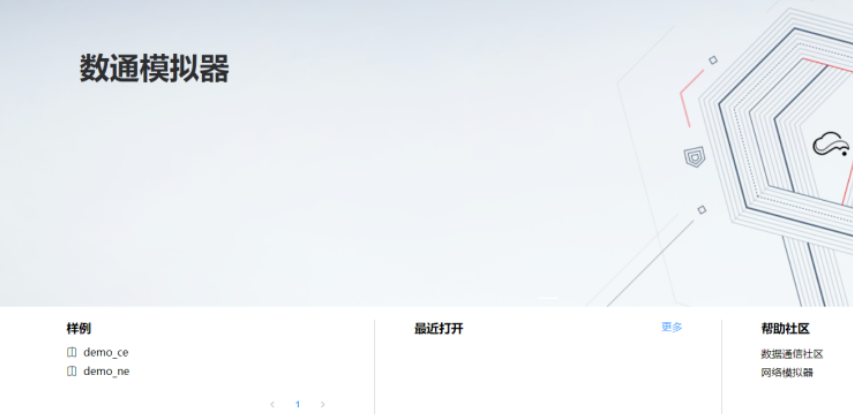 数通模拟器
样例
demo_ce
demo_ne
1
最近打开
更多
帮助社区
数据通信社区
网络模拟器